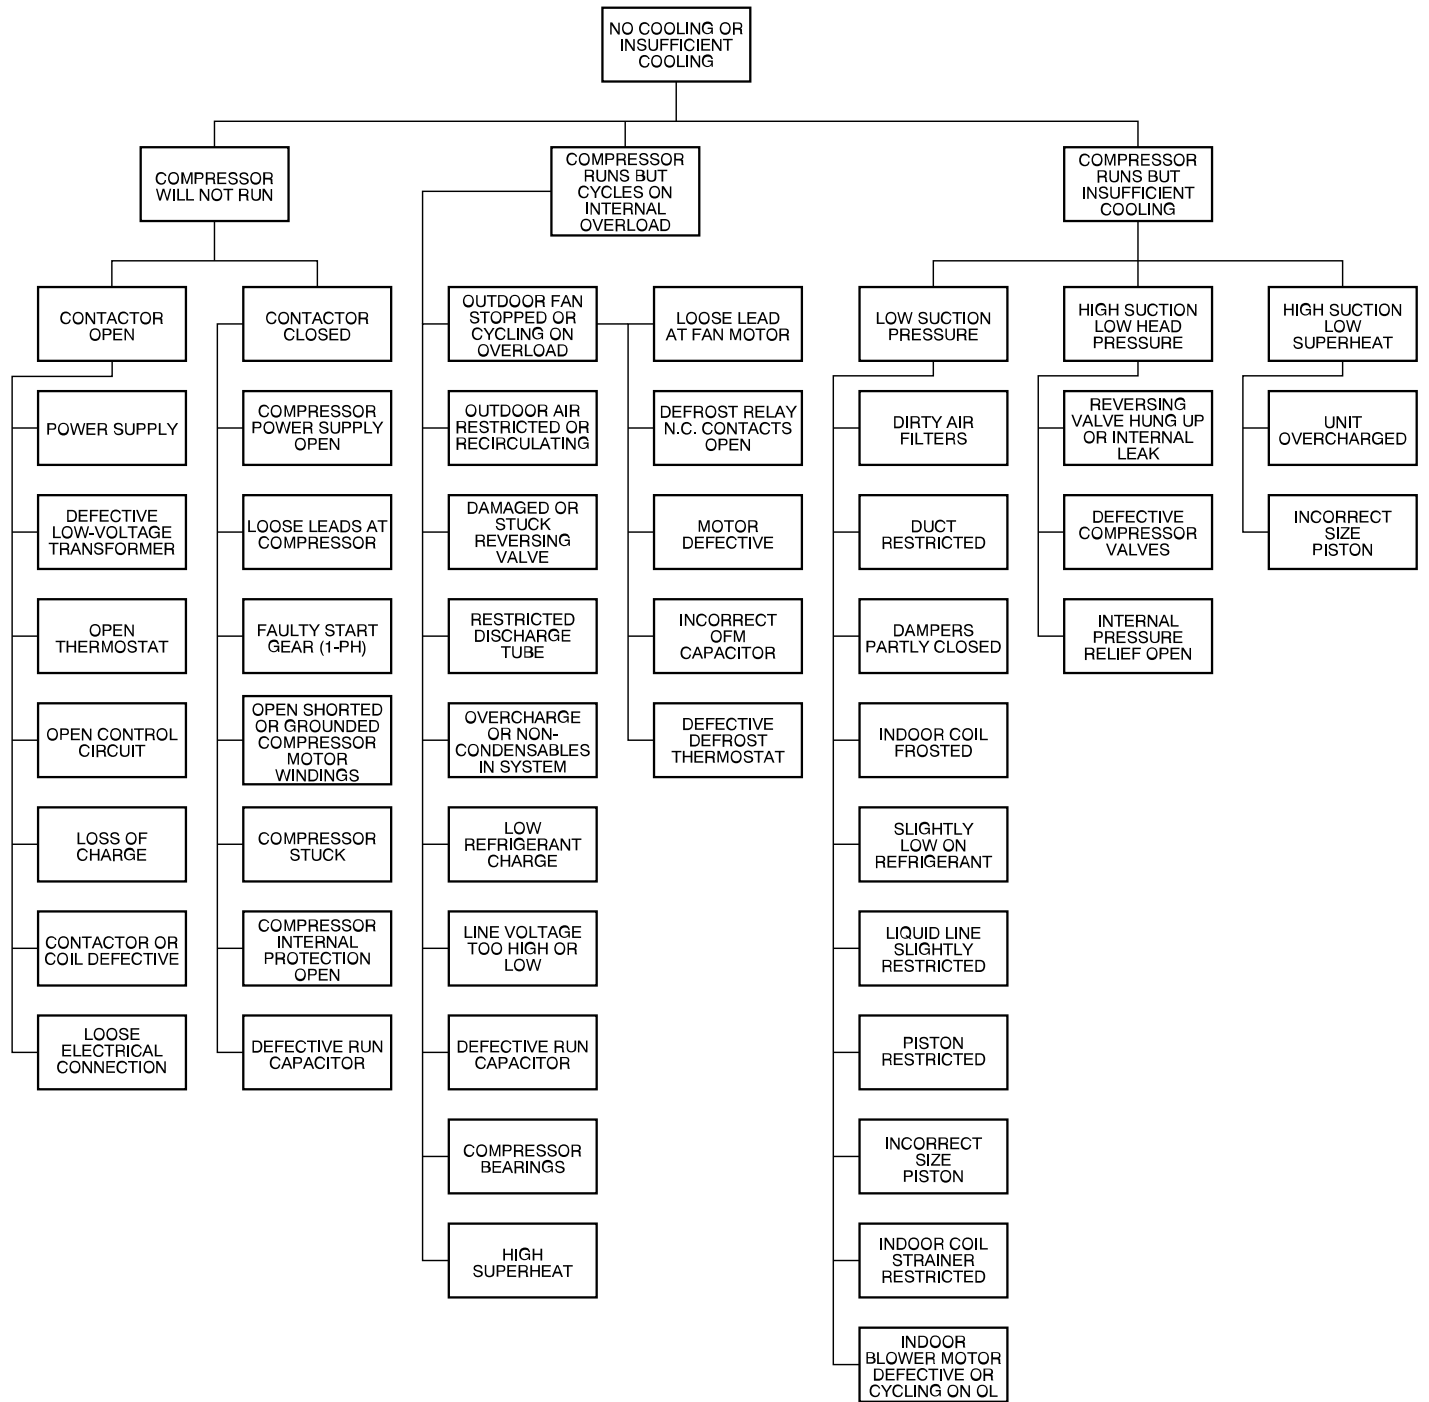 NO COOLING OR
INSUFFICIENT
COOLING
COMPRESSOR
WILL NOT RUN
COMPRESSOR
RUNS BUT
CYCLES ON
INTERNAL
OVERLOAD
COMPRESSOR
RUNS BUT
INSUFFICIENT
COOLING
CONTACTOR
OPEN
POWER SUPPLY
DEFECTIVE
LOW-VOLTAGE
TRANSFORMER
OPEN
THERMOSTAT
OPEN CONTROL
CIRCUIT
LOSS OF
CHARGE
CONTACTOR OR
COIL DEFECTIVE
LOOSE
ELECTRICAL
CONNECTION
CONTACTOR
CLOSED
COMPRESSOR
POWER SUPPLY
OPEN
LOOSE LEADS AT
COMPRESSOR
FAULTY START
GEAR (1-PH)
OPEN SHORTED
OR GROUNDED
COMPRESSOR
MOTOR
WINDINGS
COMPRESSOR
STUCK
COMPRESSOR
INTERNAL
PROTECTION
OPEN
DEFECTIVE RUN
CAPACITOR
OUTDOOR FAN
STOPPED OR
CYCLING ON
OVERLOAD
OUTDOOR AIR
RESTRICTED OR
RECIRCULATING
DAMAGED OR
STUCK
REVERSING
VALVE
RESTRICTED
DISCHARGE
TUBE
OVERCHARGE
OR NON-
CONDENSABLES
IN SYSTEM
LOW
REFRIGERANT
CHARGE
LINE VOLTAGE
TOO HIGH OR
LOW
DEFECTIVE RUN
CAPACITOR
COMPRESSOR
BEARINGS
HIGH
SUPERHEAT
LOOSE LEAD
AT FAN MOTOR
DEFROST RELAY
N.C. CONTACTS
OPEN
MOTOR
DEFECTIVE
INCORRECT
OFM
CAPACITOR
DEFECTIVE
DEFROST
THERMOSTAT
LOW SUCTION
PRESSURE
DIRTY AIR
FILTERS
DUCT
RESTRICTED
DAMPERS
PARTLY CLOSED
INDOOR COIL
FROSTED
SLIGHTLY
LOW ON
REFRIGERANT
LIQUID LINE
SLIGHTLY
RESTRICTED
PISTON
RESTRICTED
INCORRECT
SIZE
PISTON
INDOOR COIL
STRAINER
RESTRICTED
INDOOR
BLOWER MOTOR
DEFECTIVE OR
CYCLING ON OL
HIGH SUCTION
LOW HEAD
PRESSURE
REVERSING
VALVE HUNG UP
OR INTERNAL
LEAK
DEFECTIVE
COMPRESSOR
VALVES
INTERNAL
PRESSURE
RELIEF OPEN
HIGH SUCTION
LOW
SUPERHEAT
UNIT
OVERCHARGED
INCORRECT
SIZE
PISTON